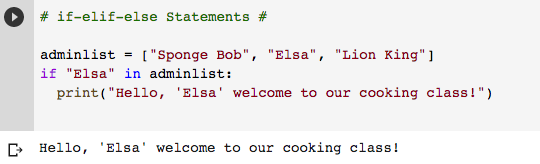 # if-elif-else Statements #
adminlist = ["Sponge Bob", "Elsa", "Lion King"]
if "Elsa" in adminlist:
  print("Hello, 'Elsa' welcome to our cooking class!")
Hello, 'Elsa' welcome to our cooking class!